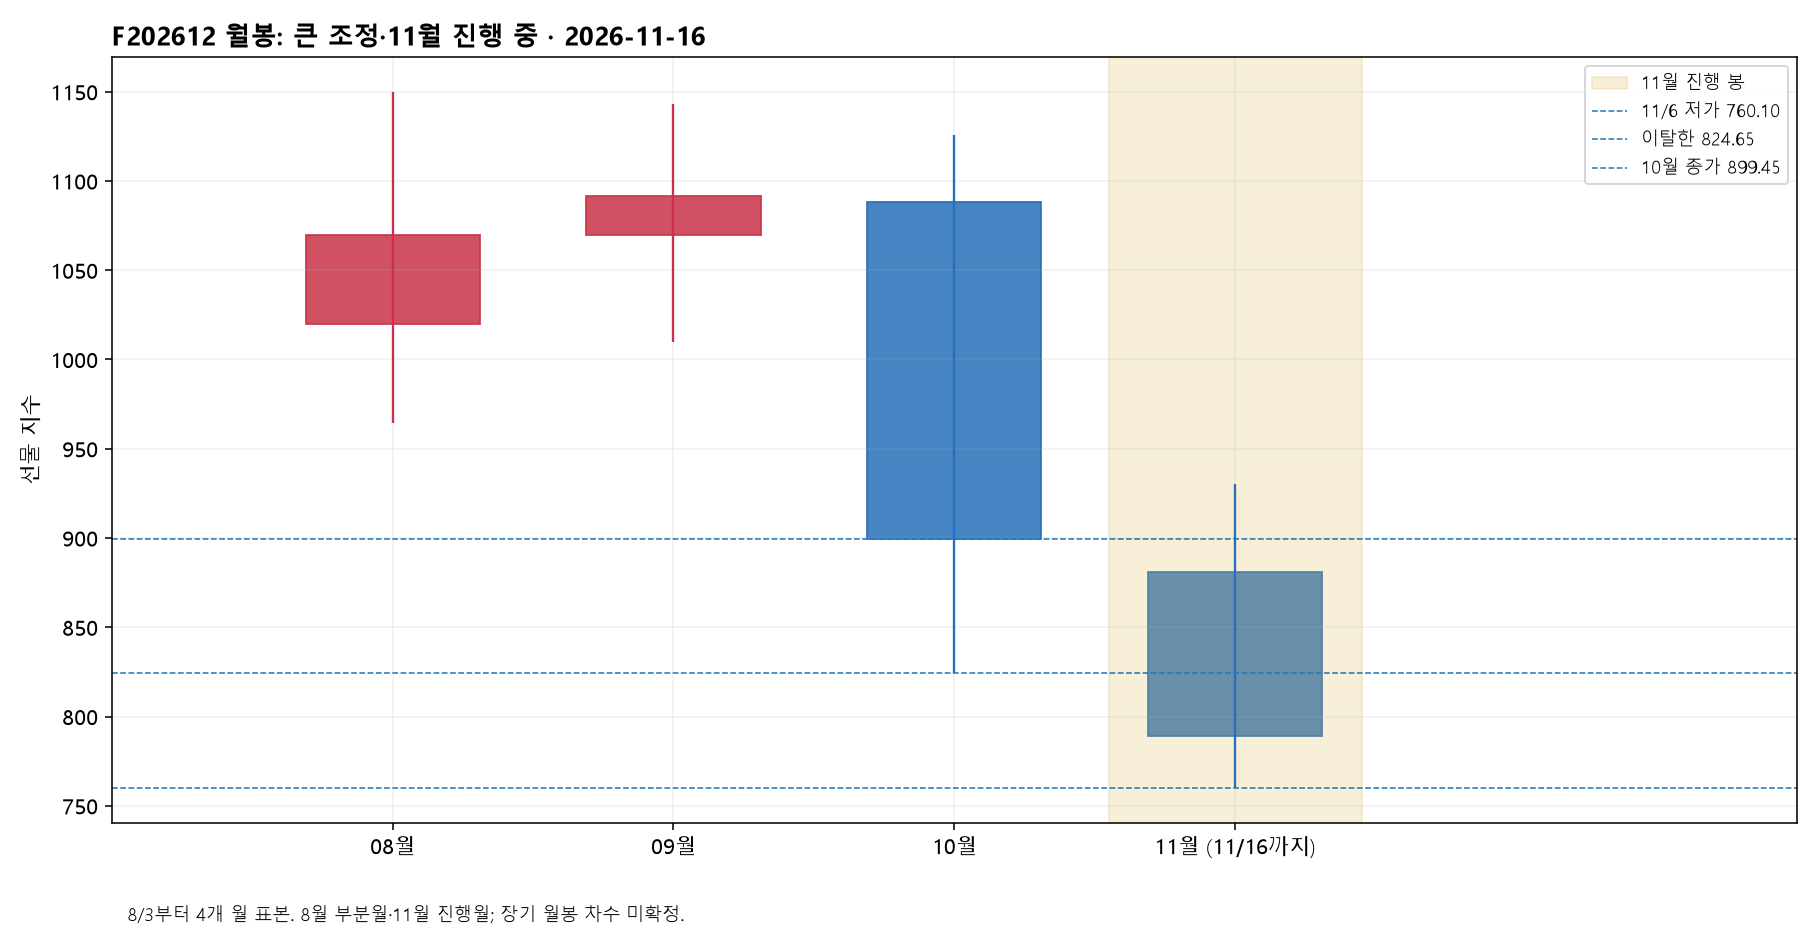 F202612 월봉: 큰 조정·11월 진행 중 · 2026-11-16
11월 진행 봉
11/6 저가 760.10
이탈한 824.65
10월 종가 899.45
선물 지수
1150
1100
1050
1000
950
900
850
800
750
08월
09월
10월
11월 (11/16까지)
8/3부터 4개 월 표본. 8월 부분월·11월 진행월; 장기 월봉 차수 미확정.